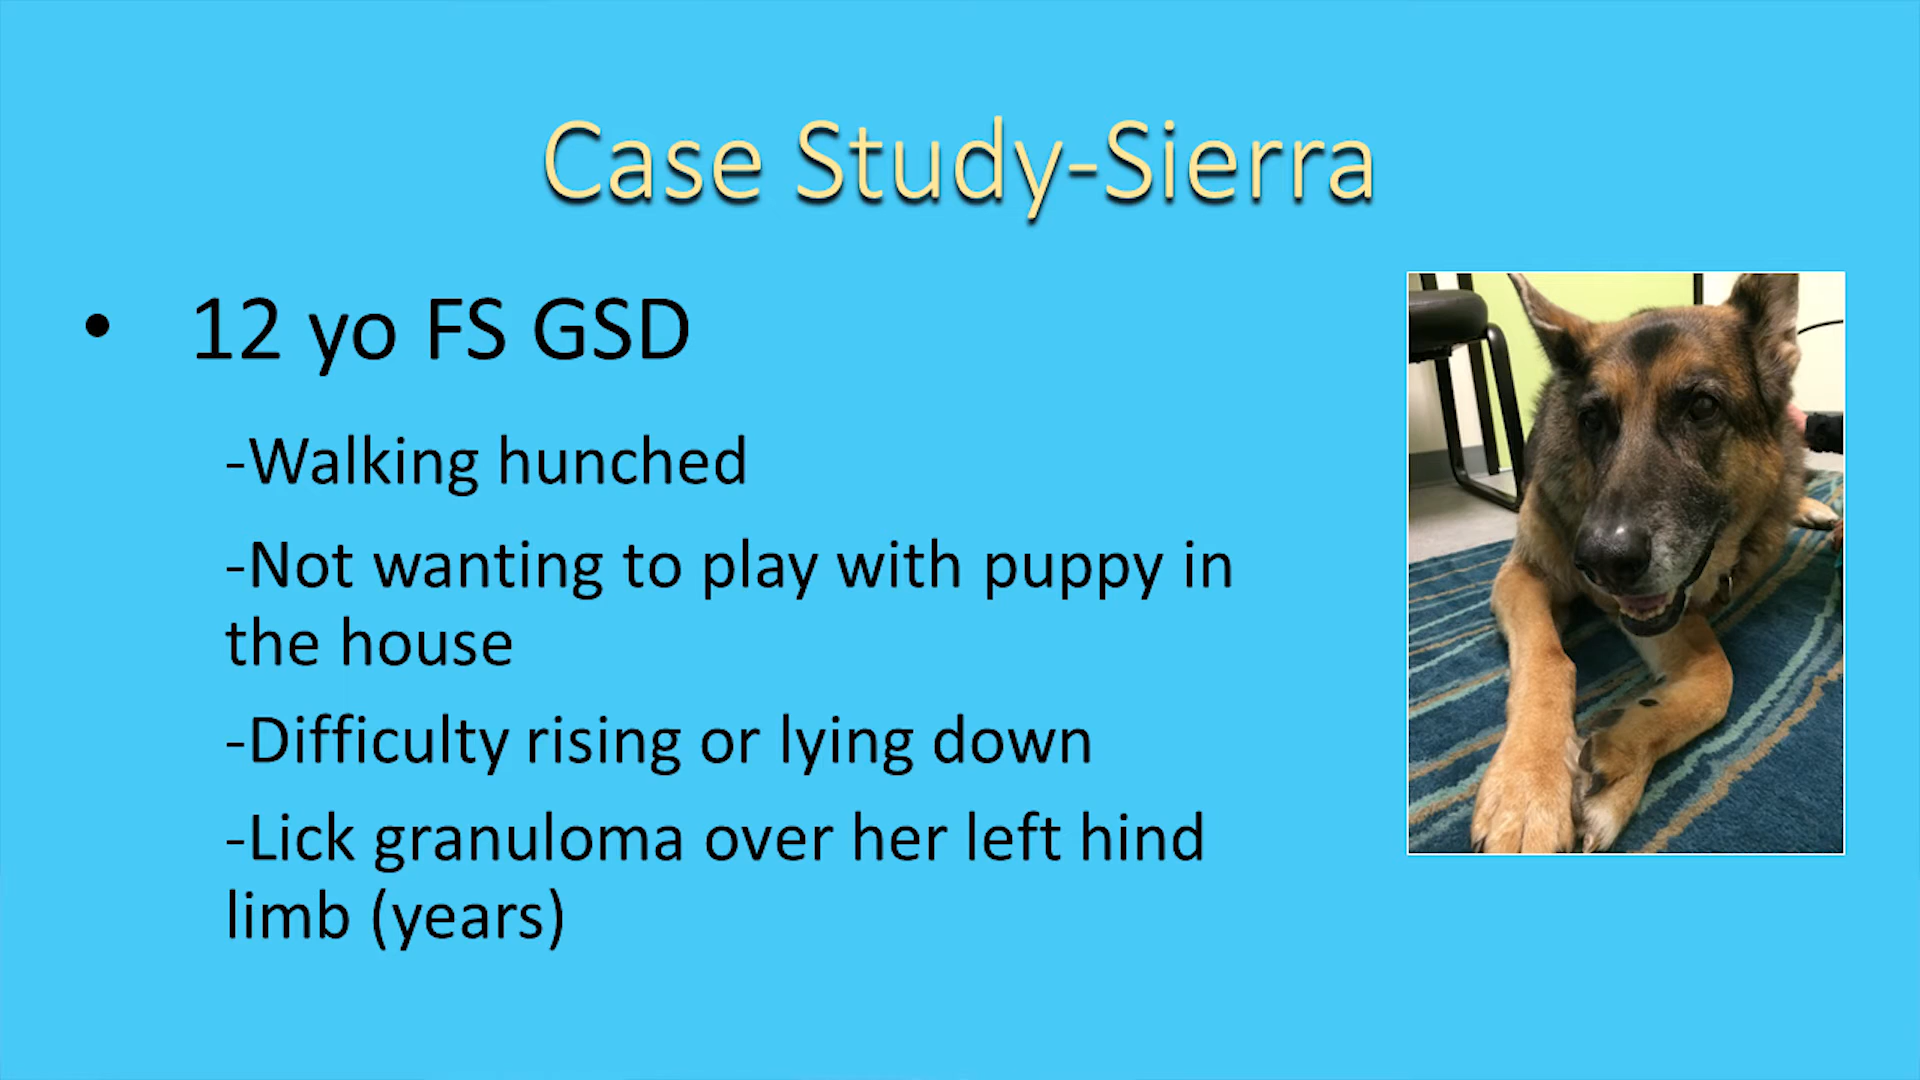 Case Study-Sierra
• 12 yo FS GSD
-Walking hunched
-Not wanting to play with puppy in
the house
-Difficulty rising or lying down
-Lick granuloma over her left hind
limb (years)